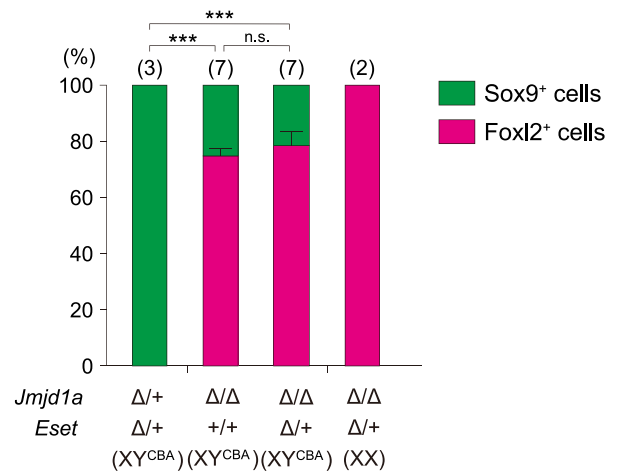 ***
*** n.s.
(%) (3) (7) (7) (2)
100
80
60
40
20
0
Sox9⁺ cells
Foxl2⁺ cells
Jmjd1a Δ/+ Δ/Δ Δ/Δ Δ/Δ
Eset Δ/+ +/+ Δ/+ Δ/+
(XY^CBA) (XY^CBA) (XY^CBA) (XX)